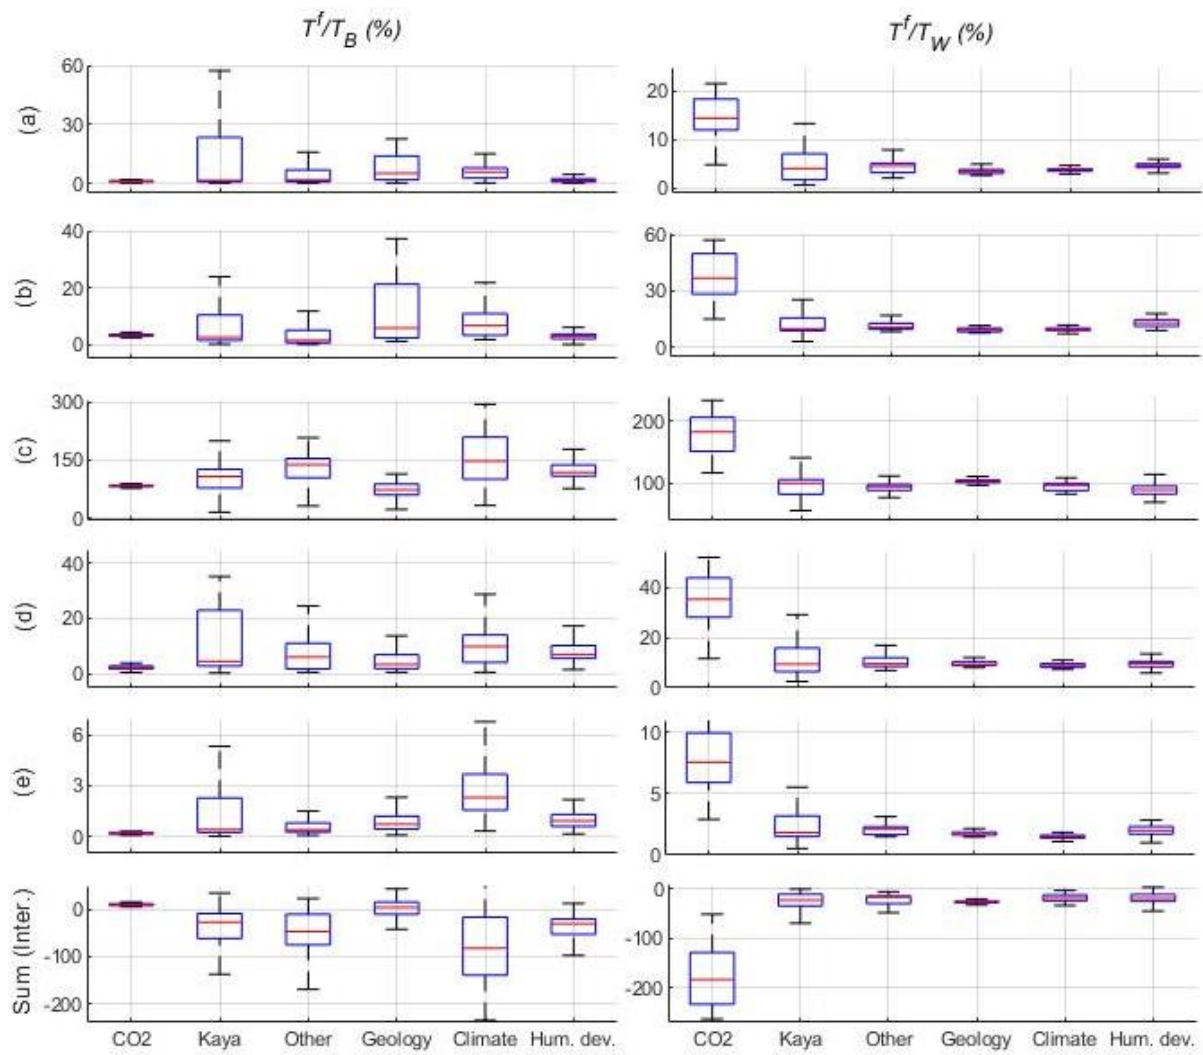 T^f/T_B (%) T^f/T_W (%)
(a) 60 30 0 20 10 0
(b) 40 20 0 60 30 0
(c) 300 150 0 200 100
(d) 40 20 0 40 20 0
(e) 6 3 0 10 5 0
Sum (Inter.) 0 -100 -200 0 -100 -200
CO2 Kaya Other Geology Climate Hum. dev. CO2 Kaya Other Geology Climate Hum. dev.